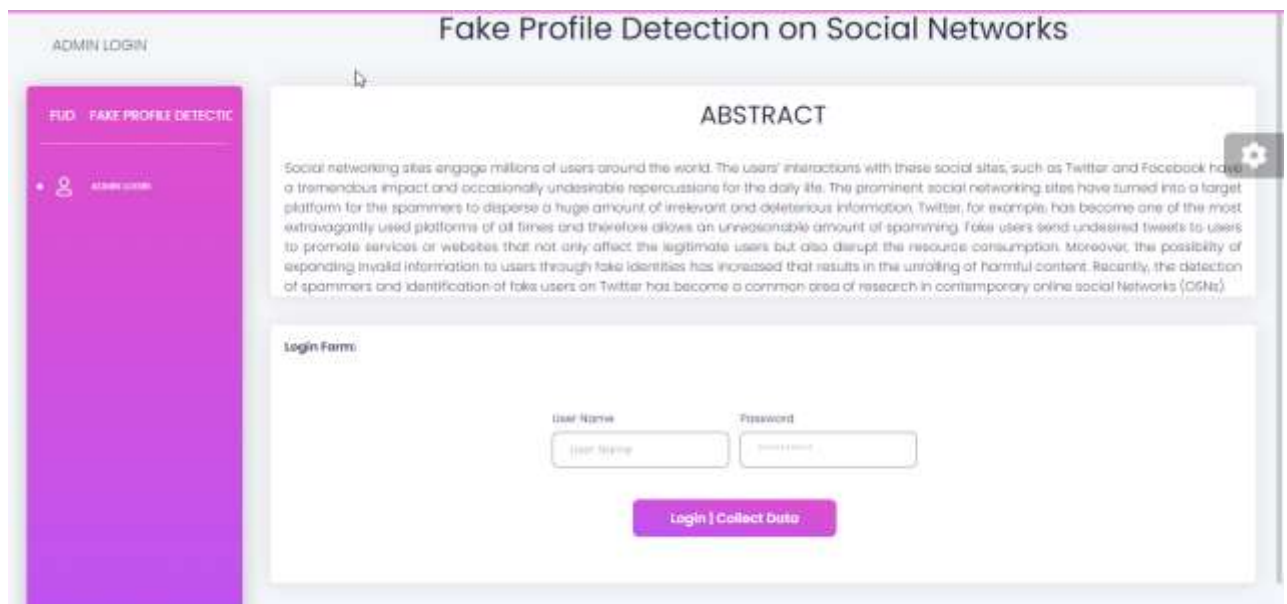 Fake Profile Detection on Social Networks
ADMIN LOGIN
FUD FAKE PROFILE DETECTIC
ADMIN LOGIN
ABSTRACT
Social networking sites engage millions of users around the world. The users' interactions with these social sites, such as Twitter and Facebook have
a tremendous impact and occasionally undesirable repercussions for the daily life. The prominent social networking sites have turned into a target
platform for the spammers to disperse a huge amount of irrelevant and deleterious information. Twitter, for example, has become one of the most
extravagantly used platforms of all times and therefore allows an unreasonable amount of spamming. Fake users send undesired tweets to users
to promote services or websites that not only affect the legitimate users but also disrupt the resource consumption. Moreover, the possibility of
expanding invalid information to users through fake identities has increased that results in the unrolling of harmful content. Recently, the detection
of spammers and identification of fake users on Twitter has become a common area of research in contemporary online social Networks (OSNs)
Login Form:
User Name Password
User Name
Login | Collect Data